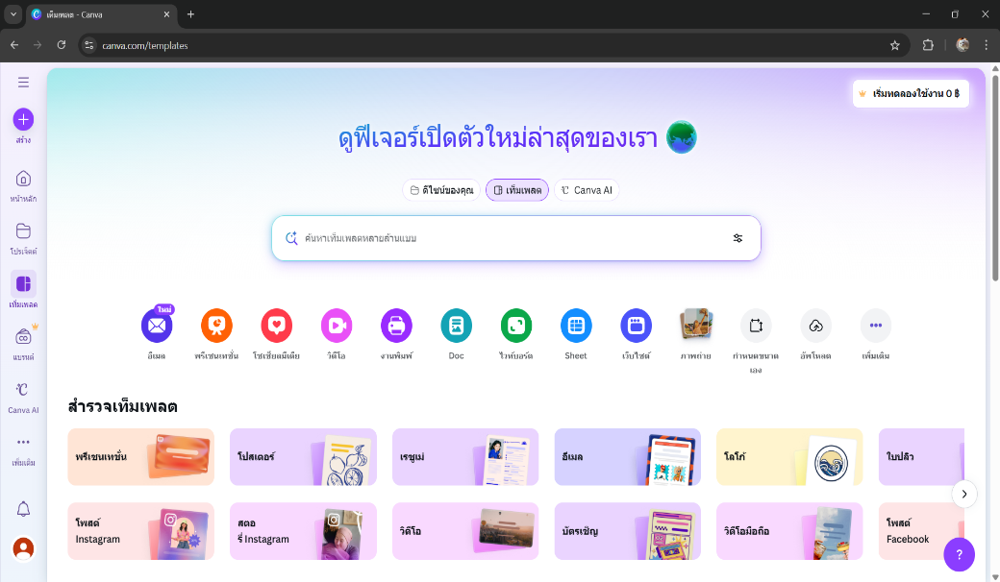 เท็มเพลต - Canva
canva.com/templates
เริ่มทดลองใช้งาน 0 ฿
สร้าง
หน้าหลัก
โปรเจ็คต์
เท็มเพลต
แบรนด์
Canva AI
เพิ่มเติม
ดูฟีเจอร์เปิดตัวใหม่ล่าสุดของเรา
ดีไซน์ของคุณ
เท็มเพลต
Canva AI
ค้นหาเท็มเพลตหลายล้านแบบ
ใหม่
อีเมล
พรีเซนเทชั่น
โซเชียลมีเดีย
วิดีโอ
งานพิมพ์
Doc
ไวท์บอร์ด
Sheet
เว็บไซต์
ภาพถ่าย
กำหนดขนาด
เอง
อัพโหลด
เพิ่มเติม
สำรวจเท็มเพลต
พรีเซนเทชั่น
โปสเตอร์
เรซูเม่
อีเมล
โลโก้
ใบปลิว
โพสต์
Instagram
สตอ
รี่ Instagram
วิดีโอ
บัตรเชิญ
วิดีโอมือถือ
โพสต์
Facebook
?